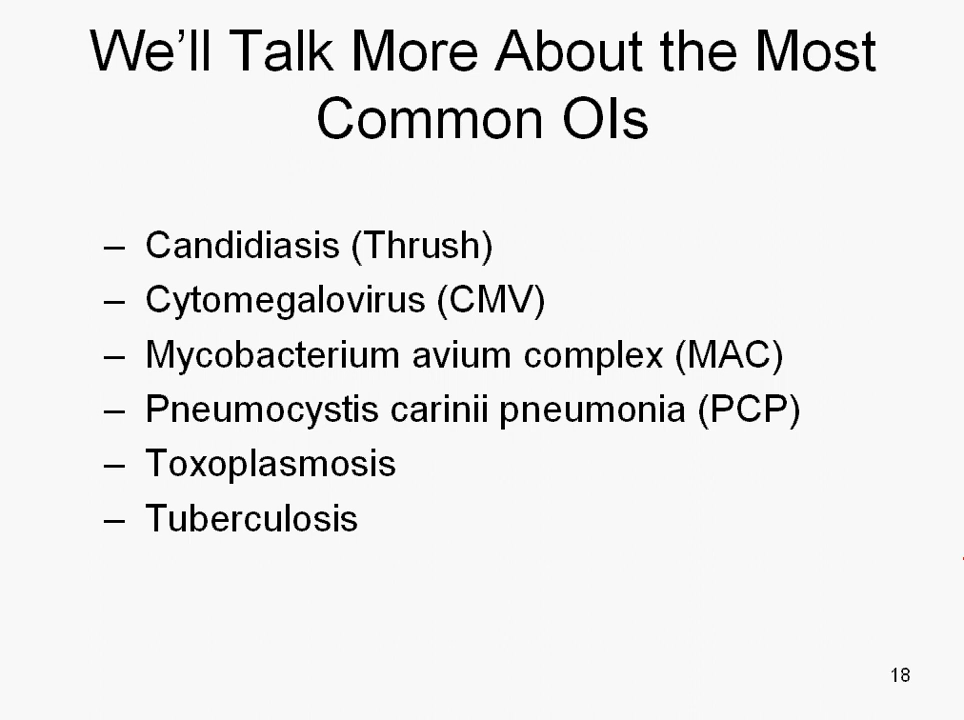 We'll Talk More About the Most
Common OIs
– Candidiasis (Thrush)
– Cytomegalovirus (CMV)
– Mycobacterium avium complex (MAC)
– Pneumocystis carinii pneumonia (PCP)
– Toxoplasmosis
– Tuberculosis
18